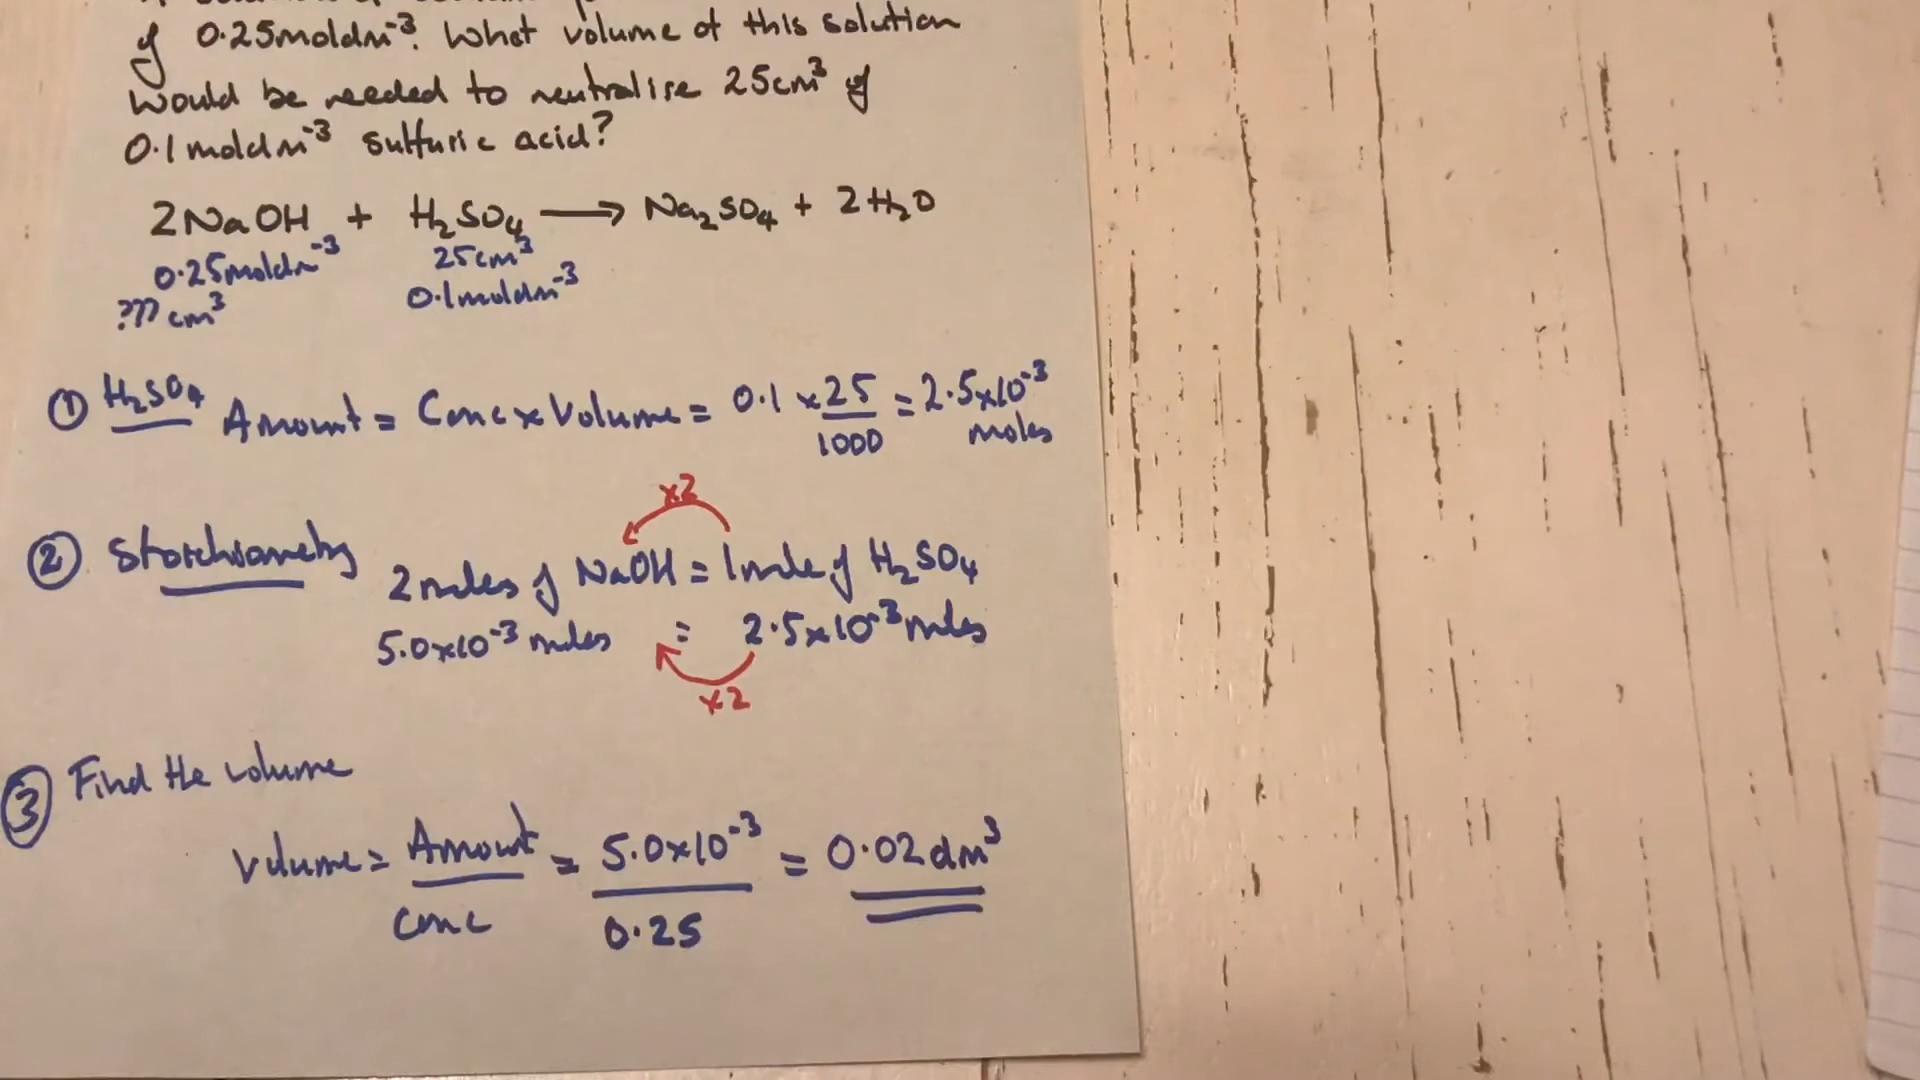 of 0.25moldm⁻³. What volume of this solution
would be needed to neutralise 25cm³ of
0.1moldm⁻³ sulfuric acid?
2NaOH + H₂SO₄ ⟶ Na₂SO₄ + 2H₂O
0.25moldm⁻³ 25cm³
??? cm³ 0.1moldm⁻³
① H₂SO₄ Amount = Conc x Volume = 0.1 x 25/1000 = 2.5x10⁻³ moles
x2
② Stoichiometry 2 moles of NaOH = 1 mole of H₂SO₄
5.0x10⁻³ moles = 2.5x10⁻³ moles
x2
③ Find the volume
Volume = Amount/Conc = 5.0x10⁻³/0.25 = 0.02dm³